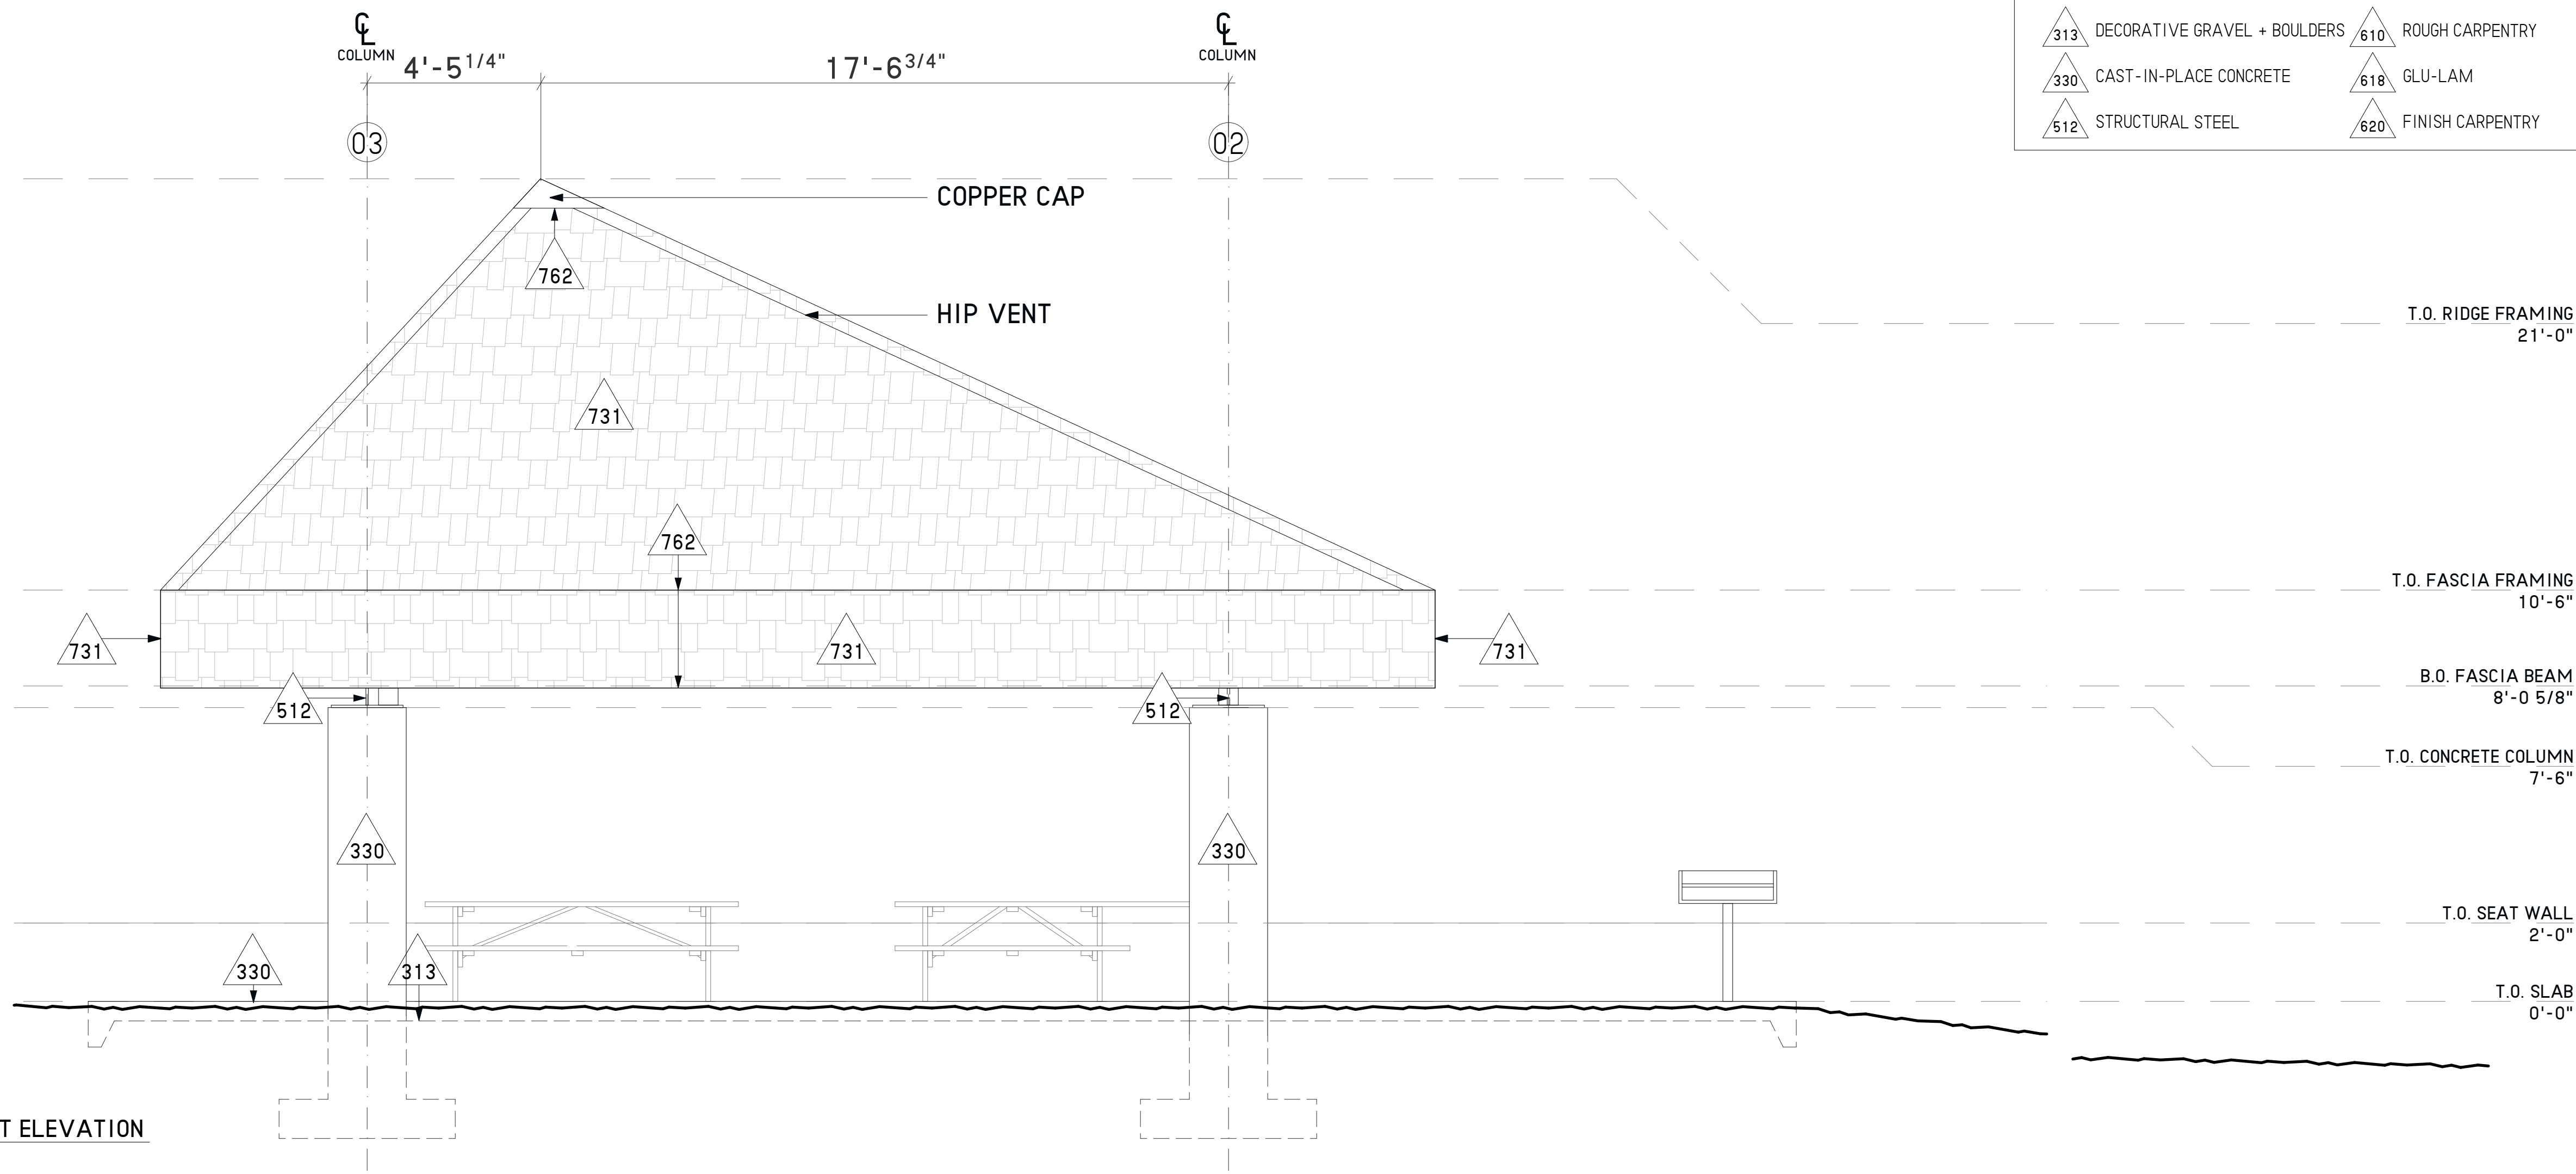 ℄ COLUMN
℄ COLUMN
313 DECORATIVE GRAVEL + BOULDERS
610 ROUGH CARPENTRY
330 CAST-IN-PLACE CONCRETE
618 GLU-LAM
512 STRUCTURAL STEEL
620 FINISH CARPENTRY
4'-5 1/4"
17'-6 3/4"
03
02
COPPER CAP
762
HIP VENT
T.O. RIDGE FRAMING
21'-0"
731
762
T.O. FASCIA FRAMING
10'-6"
731
731
731
B.O. FASCIA BEAM
8'-0 5/8"
512
512
T.O. CONCRETE COLUMN
7'-6"
330
330
T.O. SEAT WALL
2'-0"
330
313
T.O. SLAB
0'-0"
T ELEVATION